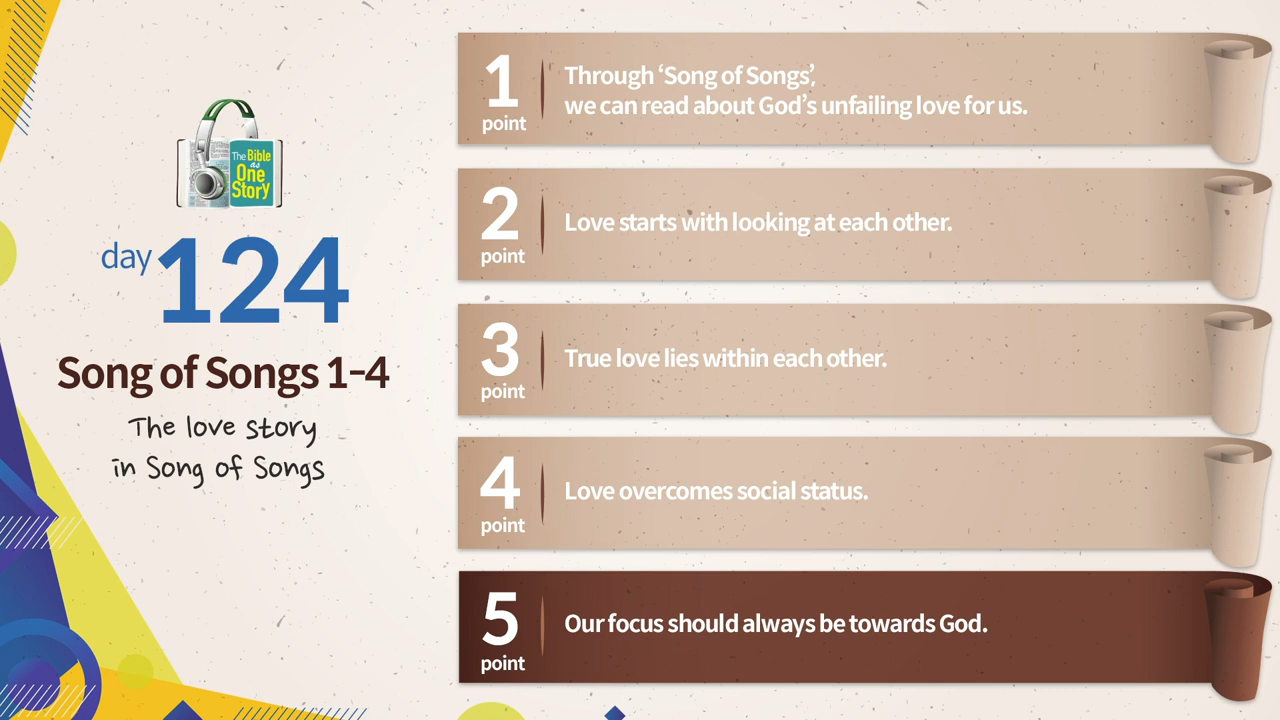 The Bible
as
One
Story
day 124
Song of Songs 1-4
The love story
in Song of Songs
1
point
Through ‘Song of Songs’,
we can read about God’s unfailing love for us.
2
point
Love starts with looking at each other.
3
point
True love lies within each other.
4
point
Love overcomes social status.
5
point
Our focus should always be towards God.